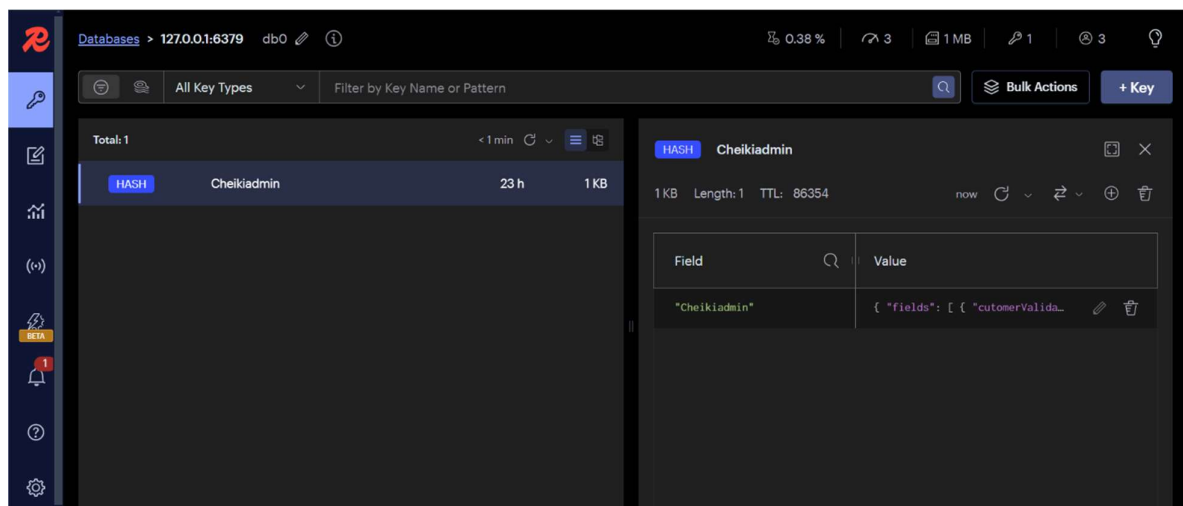 Databases > 127.0.0.1:6379 db0 0.38 % 3 1 MB 1 3
All Key Types Filter by Key Name or Pattern Bulk Actions + Key
Total: 1 <1 min
HASH Cheikiadmin 23 h 1 KB
HASH Cheikiadmin
1 KB Length: 1 TTL: 86354 now
Field Value
"Cheikiadmin" { "fields": [ { "cutomerValida…
BETA
1